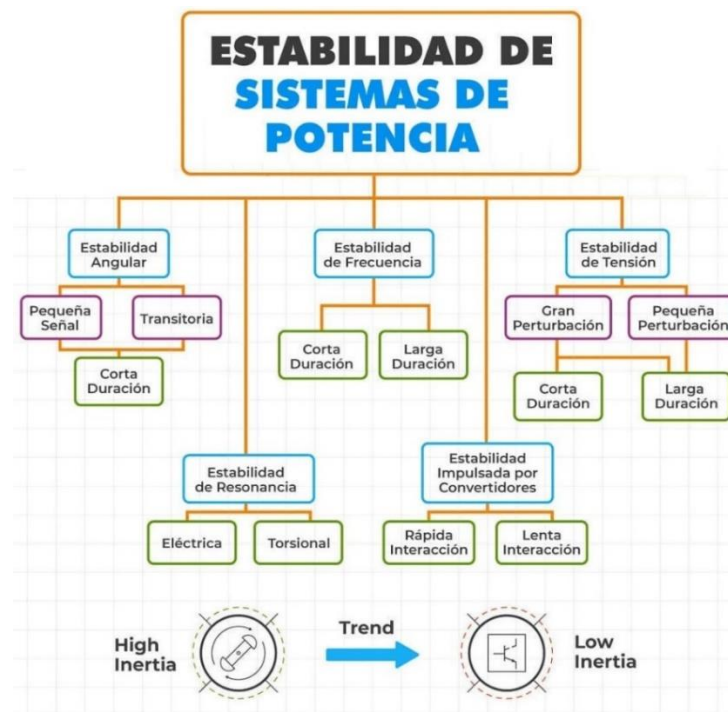 ESTABILIDAD DE
SISTEMAS DE
POTENCIA
Estabilidad
Angular
Estabilidad
de Frecuencia
Estabilidad
de Tensión
Pequeña
Señal
Transitoria
Gran
Perturbación
Pequeña
Perturbación
Corta
Duración
Corta
Duración
Larga
Duración
Corta
Duración
Larga
Duración
Estabilidad
de Resonancia
Estabilidad
Impulsada por
Convertidores
Eléctrica
Torsional
Rápida
Interacción
Lenta
Interacción
High
Inertia
Trend
Low
Inertia